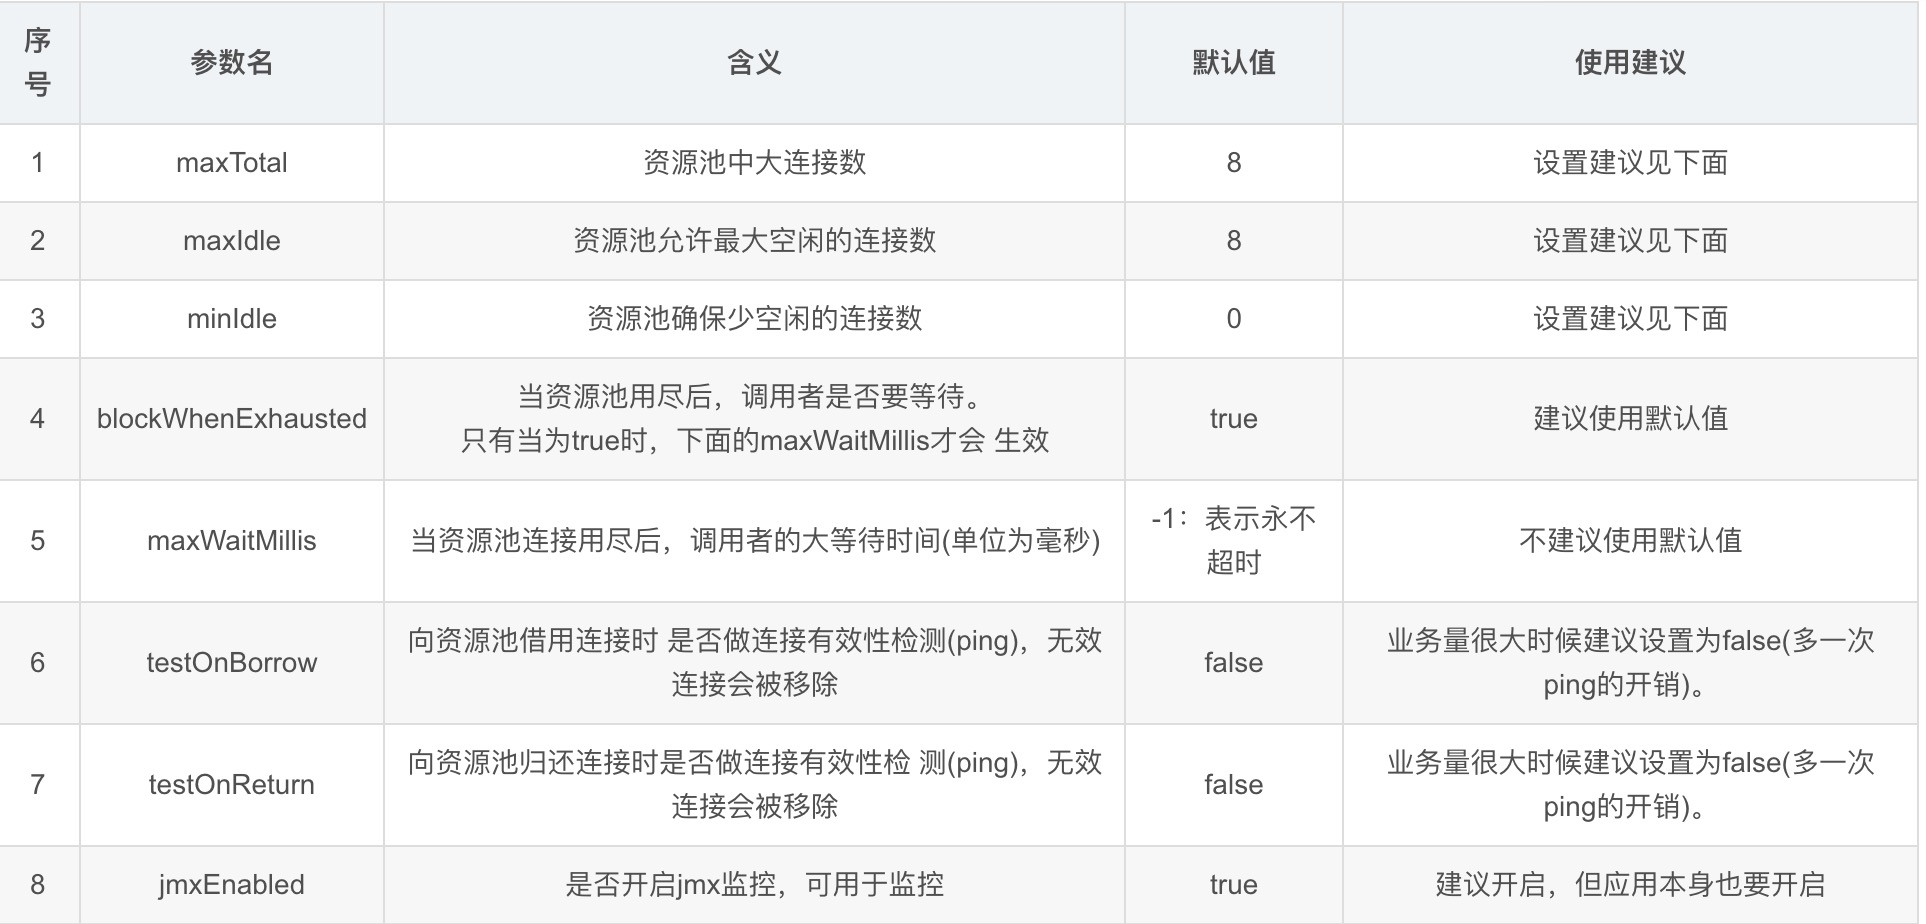 序号 参数名 含义 默认值 使用建议
1 maxTotal 资源池中大连接数 8 设置建议见下面
2 maxIdle 资源池允许最大空闲的连接数 8 设置建议见下面
3 minIdle 资源池确保少空闲的连接数 0 设置建议见下面
4 blockWhenExhausted 当资源池用尽后，调用者是否要等待。
只有当为true时，下面的maxWaitMillis才会 生效 true 建议使用默认值
5 maxWaitMillis 当资源池连接用尽后，调用者的大等待时间(单位为毫秒) -1：表示永不
超时 不建议使用默认值
6 testOnBorrow 向资源池借用连接时 是否做连接有效性检测(ping)，无效
连接会被移除 false 业务量很大时候建议设置为false(多一次
ping的开销)。
7 testOnReturn 向资源池归还连接时是否做连接有效性检 测(ping)，无效
连接会被移除 false 业务量很大时候建议设置为false(多一次
ping的开销)。
8 jmxEnabled 是否开启jmx监控，可用于监控 true 建议开启，但应用本身也要开启